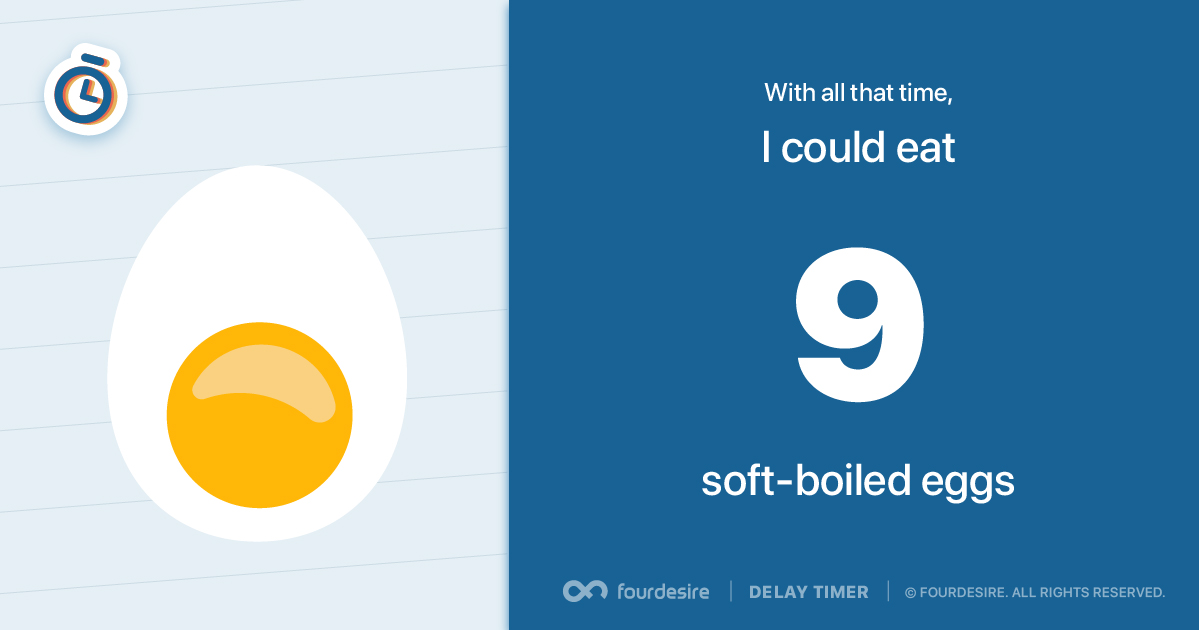 With all that time,
I could eat
9
soft-boiled eggs
fourdesire | DELAY TIMER | © FOURDESIRE. ALL RIGHTS RESERVED.